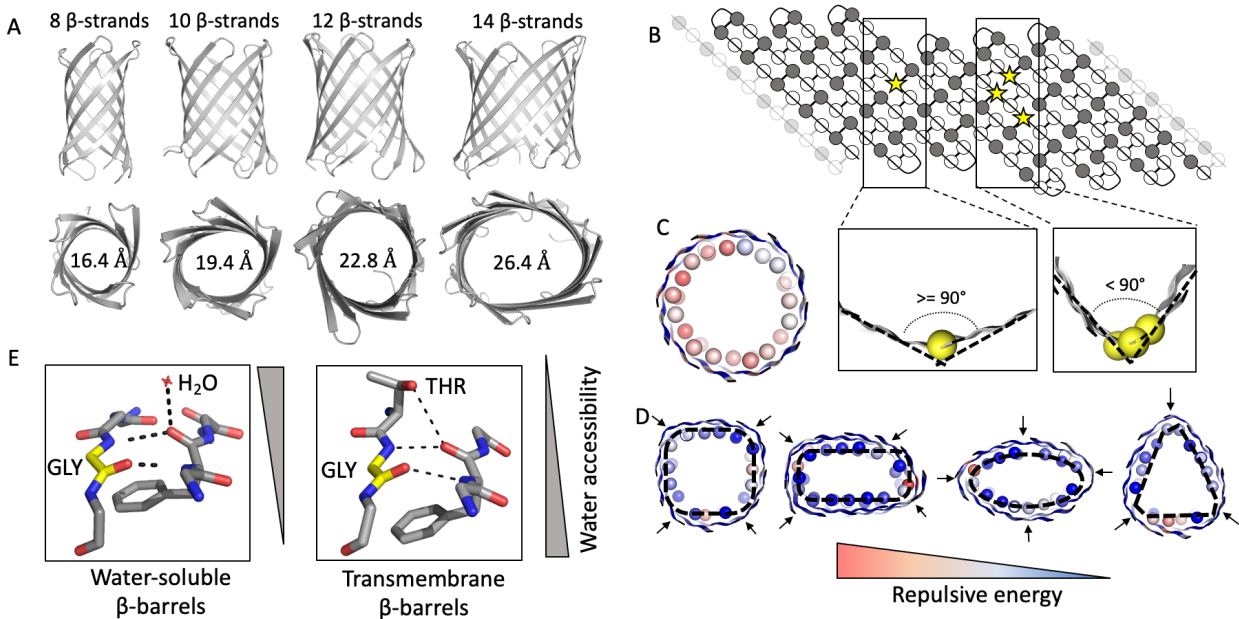 A
8 β-strands
10 β-strands
12 β-strands
14 β-strands
16.4 Å
19.4 Å
22.8 Å
26.4 Å
B
C
>= 90°
< 90°
D
Repulsive energy
E
H₂O
GLY
Water-soluble
β-barrels
THR
GLY
Transmembrane
β-barrels
Water accessibility